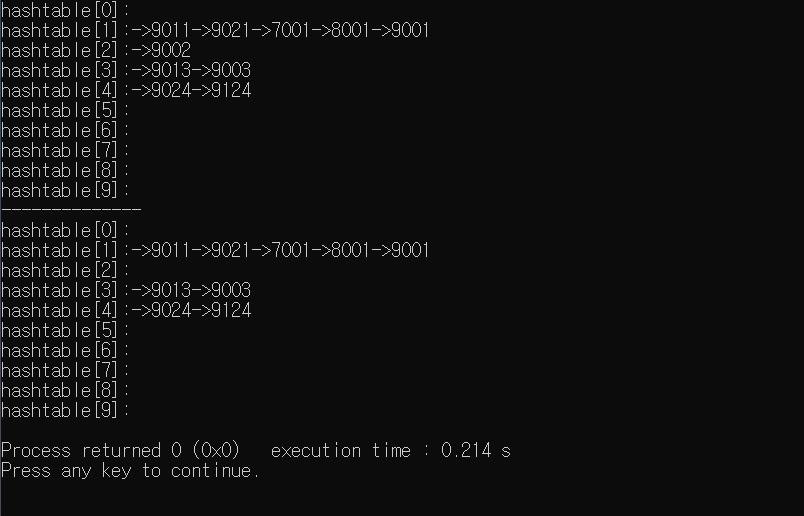 hashtable[0]:
hashtable[1]:->9011->9021->7001->8001->9001
hashtable[2]:->9002
hashtable[3]:->9013->9003
hashtable[4]:->9024->9124
hashtable[5]:
hashtable[6]:
hashtable[7]:
hashtable[8]:
hashtable[9]:
--------------
hashtable[0]:
hashtable[1]:->9011->9021->7001->8001->9001
hashtable[2]:
hashtable[3]:->9013->9003
hashtable[4]:->9024->9124
hashtable[5]:
hashtable[6]:
hashtable[7]:
hashtable[8]:
hashtable[9]:
Process returned 0 (0x0)   execution time : 0.214 s
Press any key to continue.